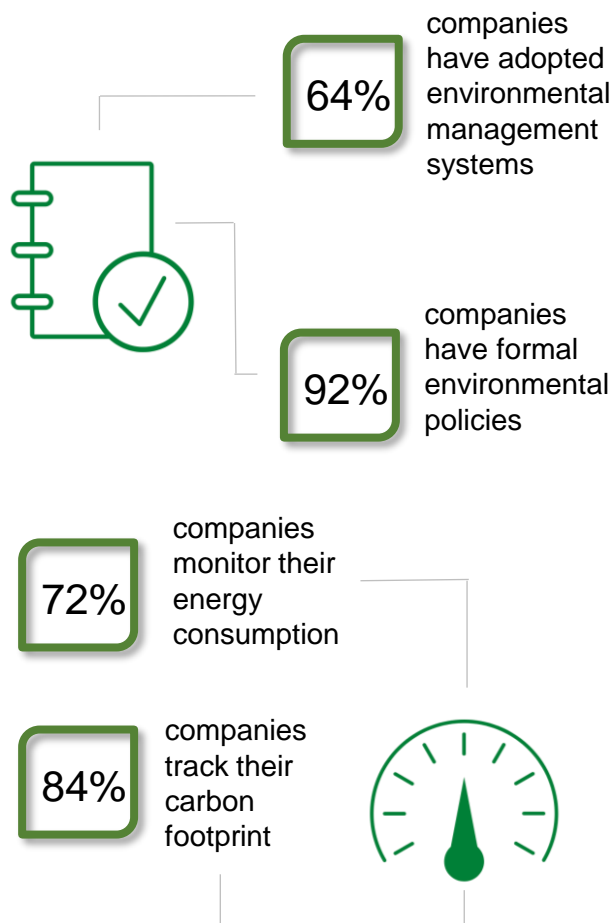 64%
companies
have adopted
environmental
management
systems
92%
companies
have formal
environmental
policies
72%
companies
monitor their
energy
consumption
84%
companies
track their
carbon
footprint